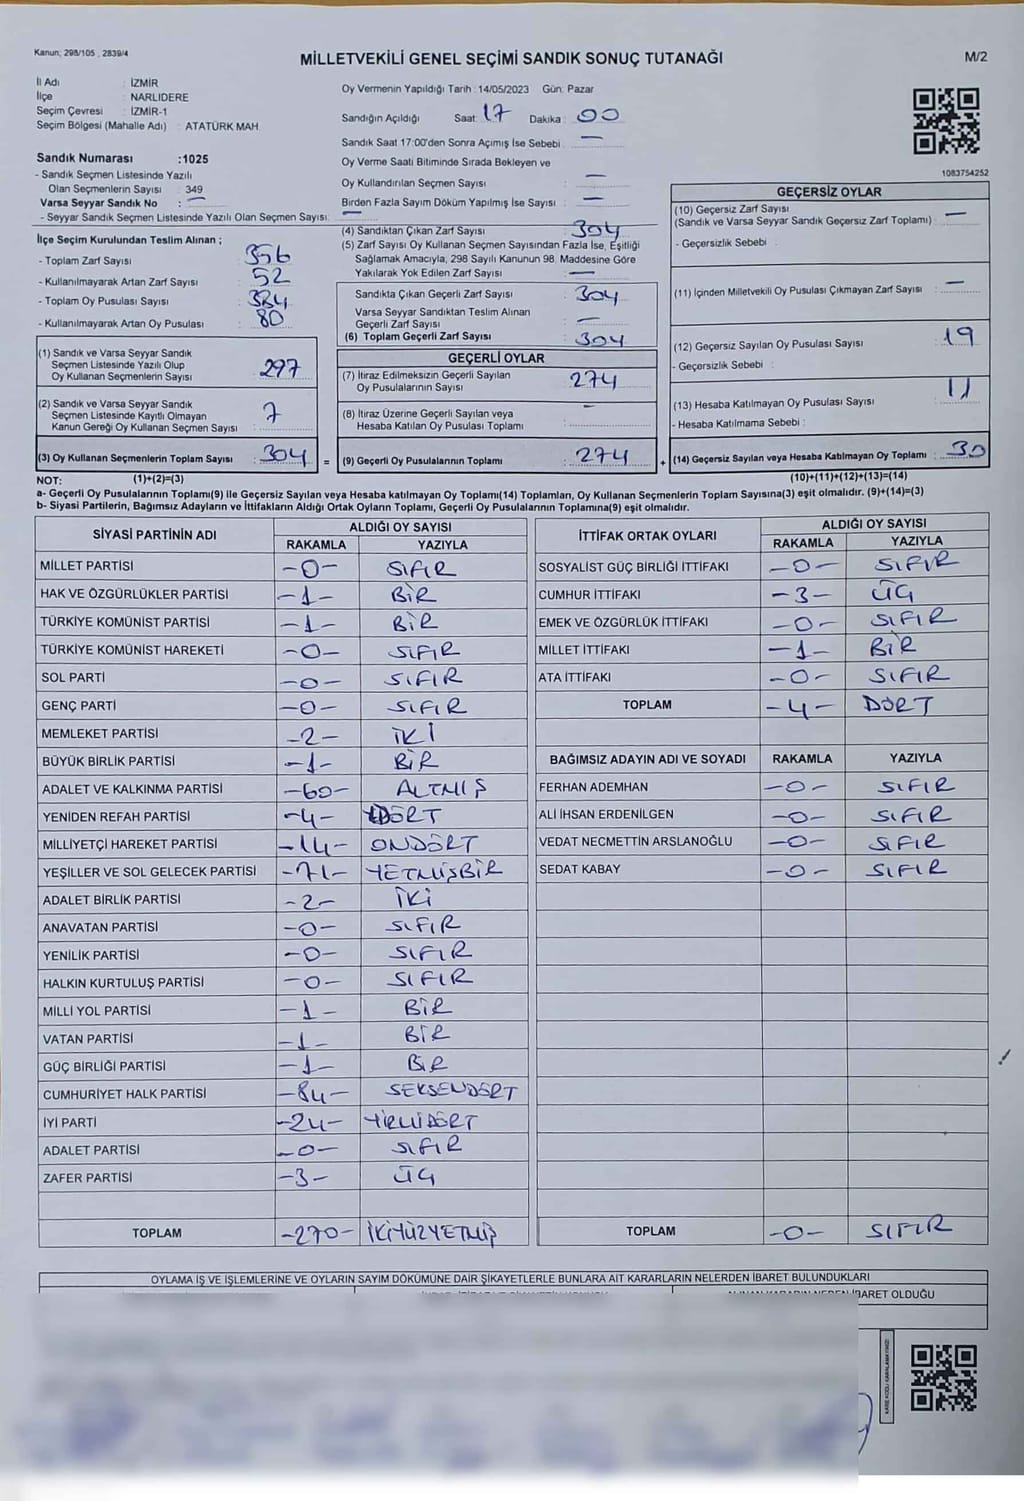 Kanun; 298/105 , 2839/4
MİLLETVEKİLİ GENEL SEÇİMİ SANDIK SONUÇ TUTANAĞI
M/2
İl Adı : İZMİR
İlçe : NARLIDERE
Seçim Çevresi : İZMİR-1
Seçim Bölgesi (Mahalle Adı) : ATATÜRK MAH.
Sandık Numarası :1025
- Sandık Seçmen Listesinde Yazılı
Olan Seçmenlerin Sayısı : 349
Varsa Seyyar Sandık No : —
- Seyyar Sandık Seçmen Listesinde Yazılı Olan Seçmen Sayısı: —
Oy Vermenin Yapıldığı Tarih :14/05/2023 Gün: Pazar
Sandığın Açıldığı Saat: 17 Dakika : 00
Sandık Saat 17:00'den Sonra Açımış İse Sebebi : —
Oy Verme Saati Bitiminde Sırada Bekleyen ve
Oy Kullandırılan Seçmen Sayısı : —
Birden Fazla Sayım Döküm Yapılmış İse Sayısı : —
1083754252
İlçe Seçim Kurulundan Teslim Alınan ;
- Toplam Zarf Sayısı : 356
- Kullanılmayarak Artan Zarf Sayısı : 52
- Toplam Oy Pusulası Sayısı : 384
- Kullanılmayarak Artan Oy Pusulası : 80
(1) Sandık ve Varsa Seyyar Sandık
Seçmen Listesinde Yazılı Olup
Oy Kullanan Seçmenlerin Sayısı : 297
(2) Sandık ve Varsa Seyyar Sandık
Seçmen Listesinde Kayıtlı Olmayan
Kanun Gereği Oy Kullanan Seçmen Sayısı : 7
(3) Oy Kullanan Seçmenlerin Toplam Sayısı : 304 =
(4) Sandıktan Çıkan Zarf Sayısı : 304
(5) Zarf Sayısı Oy Kullanan Seçmen Sayısından Fazla İse, Eşitliği
Sağlamak Amacıyla, 298 Sayılı Kanunun 98. Maddesine Göre
Yakılarak Yok Edilen Zarf Sayısı : —
Sandıkta Çıkan Geçerli Zarf Sayısı : 304
Varsa Seyyar Sandıktan Teslim Alınan
Geçerli Zarf Sayısı : —
(6) Toplam Geçerli Zarf Sayısı : 304
GEÇERLİ OYLAR
(7) İtiraz Edilmeksizin Geçerli Sayılan
Oy Pusulalarının Sayısı : 274
(8) İtiraz Üzerine Geçerli Sayılan veya
Hesaba Katılan Oy Pusulası Toplamı : —
(9) Geçerli Oy Pusulalarının Toplamı : 274 +
GEÇERSİZ OYLAR
(10) Geçersiz Zarf Sayısı
(Sandık ve Varsa Seyyar Sandık Geçersiz Zarf Toplamı) : —
- Geçersizlik Sebebi :
(11) İçinden Milletvekili Oy Pusulası Çıkmayan Zarf Sayısı : —
(12) Geçersiz Sayılan Oy Pusulası Sayısı : 19
- Geçersizlik Sebebi :
(13) Hesaba Katılmayan Oy Pusulası Sayısı : 11
- Hesaba Katılmama Sebebi :
(14) Geçersiz Sayılan veya Hesaba Katılmayan Oy Toplamı : 30
NOT: (1)+(2)=(3) (10)+(11)+(12)+(13)=(14)
a- Geçerli Oy Pusulalarının Toplamı(9) ile Geçersiz Sayılan veya Hesaba katılmayan Oy Toplamı(14) Toplamları, Oy Kullanan Seçmenlerin Toplam Sayısına(3) eşit olmalıdır. (9)+(14)=(3)
b- Siyasi Partilerin, Bağımsız Adayların ve İttifakların Aldığı Ortak Oyların Toplamı, Geçerli Oy Pusulalarının Toplamına(9) eşit olmalıdır.
SİYASİ PARTİNİN ADI ALDIĞI OY SAYISI
RAKAMLA YAZIYLA
MİLLET PARTİSİ -0- SIFIR
HAK VE ÖZGÜRLÜKLER PARTİSİ -1- BİR
TÜRKİYE KOMÜNİST PARTİSİ -1- BİR
TÜRKİYE KOMÜNİST HAREKETİ -0- SIFIR
SOL PARTİ -0- SIFIR
GENÇ PARTİ -0- SIFIR
MEMLEKET PARTİSİ -2- İKİ
BÜYÜK BİRLİK PARTİSİ -1- BİR
ADALET VE KALKINMA PARTİSİ -60- ALTMIŞ
YENİDEN REFAH PARTİSİ -4- DÖRT
MİLLİYETÇİ HAREKET PARTİSİ -14- ONDÖRT
YEŞİLLER VE SOL GELECEK PARTİSİ -71- YETMİŞBİR
ADALET BİRLİK PARTİSİ -2- İKİ
ANAVATAN PARTİSİ -0- SIFIR
YENİLİK PARTİSİ -0- SIFIR
HALKIN KURTULUŞ PARTİSİ -0- SIFIR
MİLLİ YOL PARTİSİ -1- BİR
VATAN PARTİSİ -1- BİR
GÜÇ BİRLİĞİ PARTİSİ -1- BİR
CUMHURİYET HALK PARTİSİ -84- SEKSENDÖRT
İYİ PARTİ -24- YİRMİDÖRT
ADALET PARTİSİ -0- SIFIR
ZAFER PARTİSİ -3- ÜÇ
TOPLAM -270- İKİYÜZYETMİŞ
İTTİFAK ORTAK OYLARI ALDIĞI OY SAYISI
RAKAMLA YAZIYLA
SOSYALİST GÜÇ BİRLİĞİ İTTİFAKI -0- SIFIR
CUMHUR İTTİFAKI -3- ÜÇ
EMEK VE ÖZGÜRLÜK İTTİFAKI -0- SIFIR
MİLLET İTTİFAKI -1- BİR
ATA İTTİFAKI -0- SIFIR
TOPLAM -4- DÖRT
BAĞIMSIZ ADAYIN ADI VE SOYADI RAKAMLA YAZIYLA
FERHAN ADEMHAN -0- SIFIR
ALİ İHSAN ERDENİLGEN -0- SIFIR
VEDAT NECMETTİN ARSLANOĞLU -0- SIFIR
SEDAT KABAY -0- SIFIR
TOPLAM -0- SIFIR
OYLAMA İŞ VE İŞLEMLERİNE VE OYLARIN SAYIM DÖKÜMÜNE DAİR ŞİKAYETLERLE BUNLARA AİT KARARLARIN NELERDEN İBARET BULUNDUKLARI
İBARET OLDUĞU